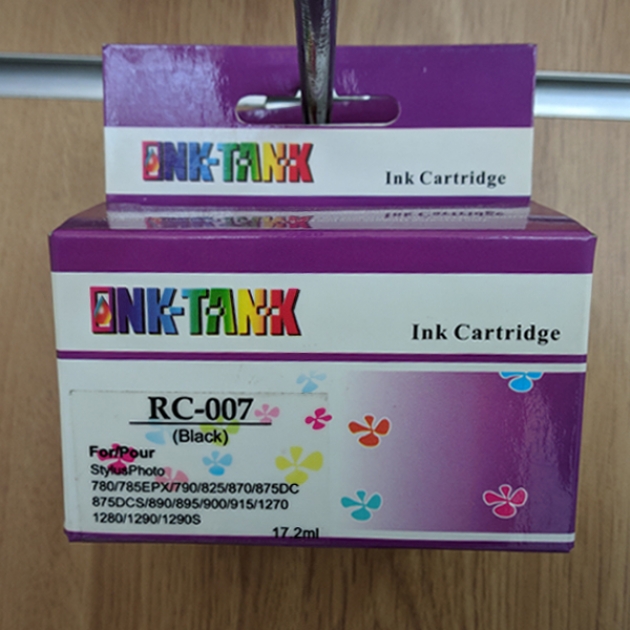 INK-TANK
Ink Cartridge
INK-TANK
Ink Cartridge
RC-007
(Black)
For/Pour
StylusPhoto
780/785EPX/790/825/870/875DC
875DCS/890/895/900/915/1270
1280/1290/1290S
17.2ml